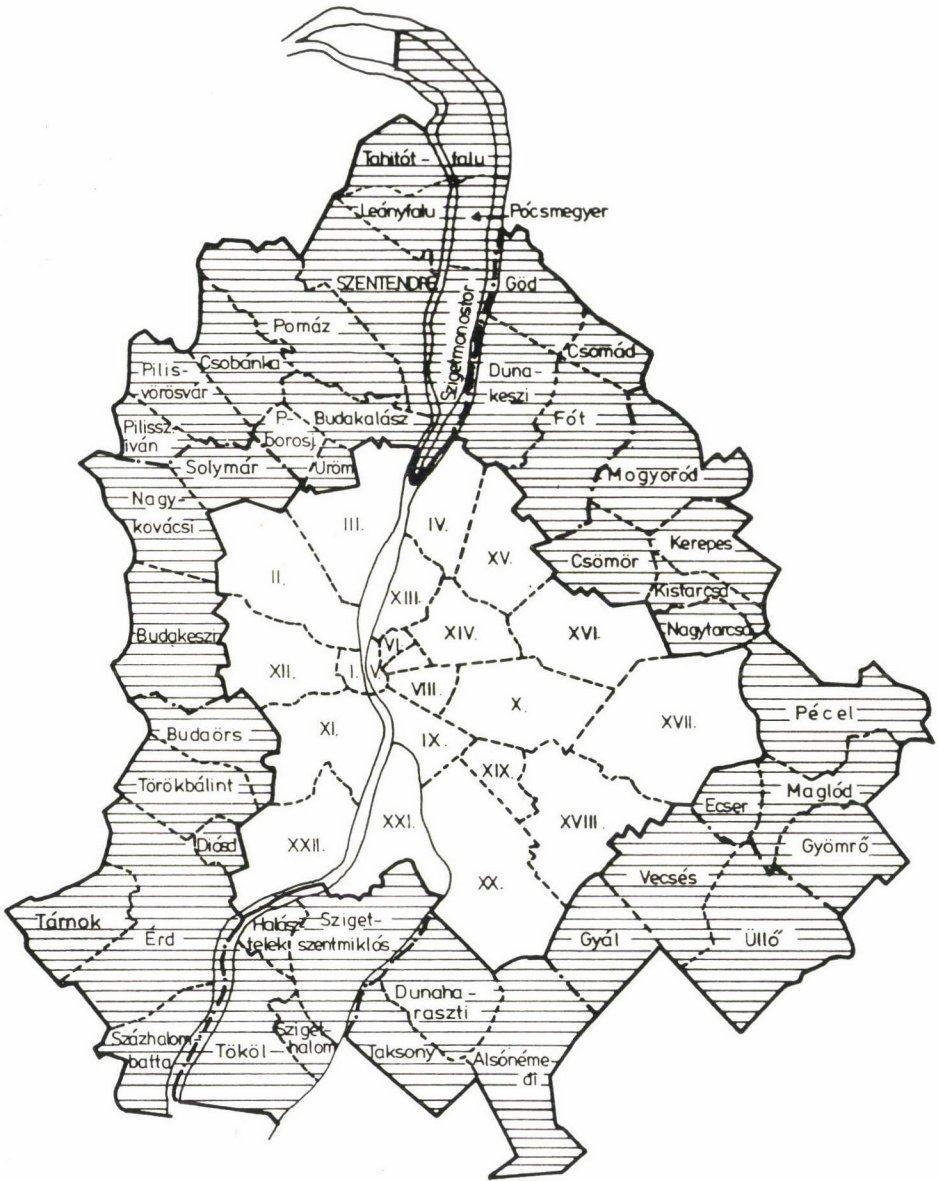 Tahitót-falu
Leányfalu
Pócsmegyer
SZENTENDRE
Göd
Szigetmonostor
Pomáz
Csomád
Csobánka
Duna-
keszi
Pilis-
vörösvár
Budakalász
Fót
P.
borosj.
Pilissz.
iván
Solymár
Üröm
Mogyoród
Nagy-
kovácsi
III.
IV.
XV.
Kerepes
Csömör
II.
Kistarcsa
XIII.
Nagytarcsa
Budakeszi
VI.
XIV.
XVI.
XII.
I.
V.
VIII.
X.
XVII.
Pécel
Budaörs
XI.
IX.
XIX.
Törökbálint
Maglód
Ecser
XXI.
XVIII.
Diósd
XXII.
Gyömrő
XX.
Vecsés
Tárnok
Érd
Halász
telek
Sziget-
szentmiklós
Gyál
Üllő
Dunaha-
raszti
Százhalom-
batta
Tököl
Sziget-
halom
Taksony
Alsónéme-
di